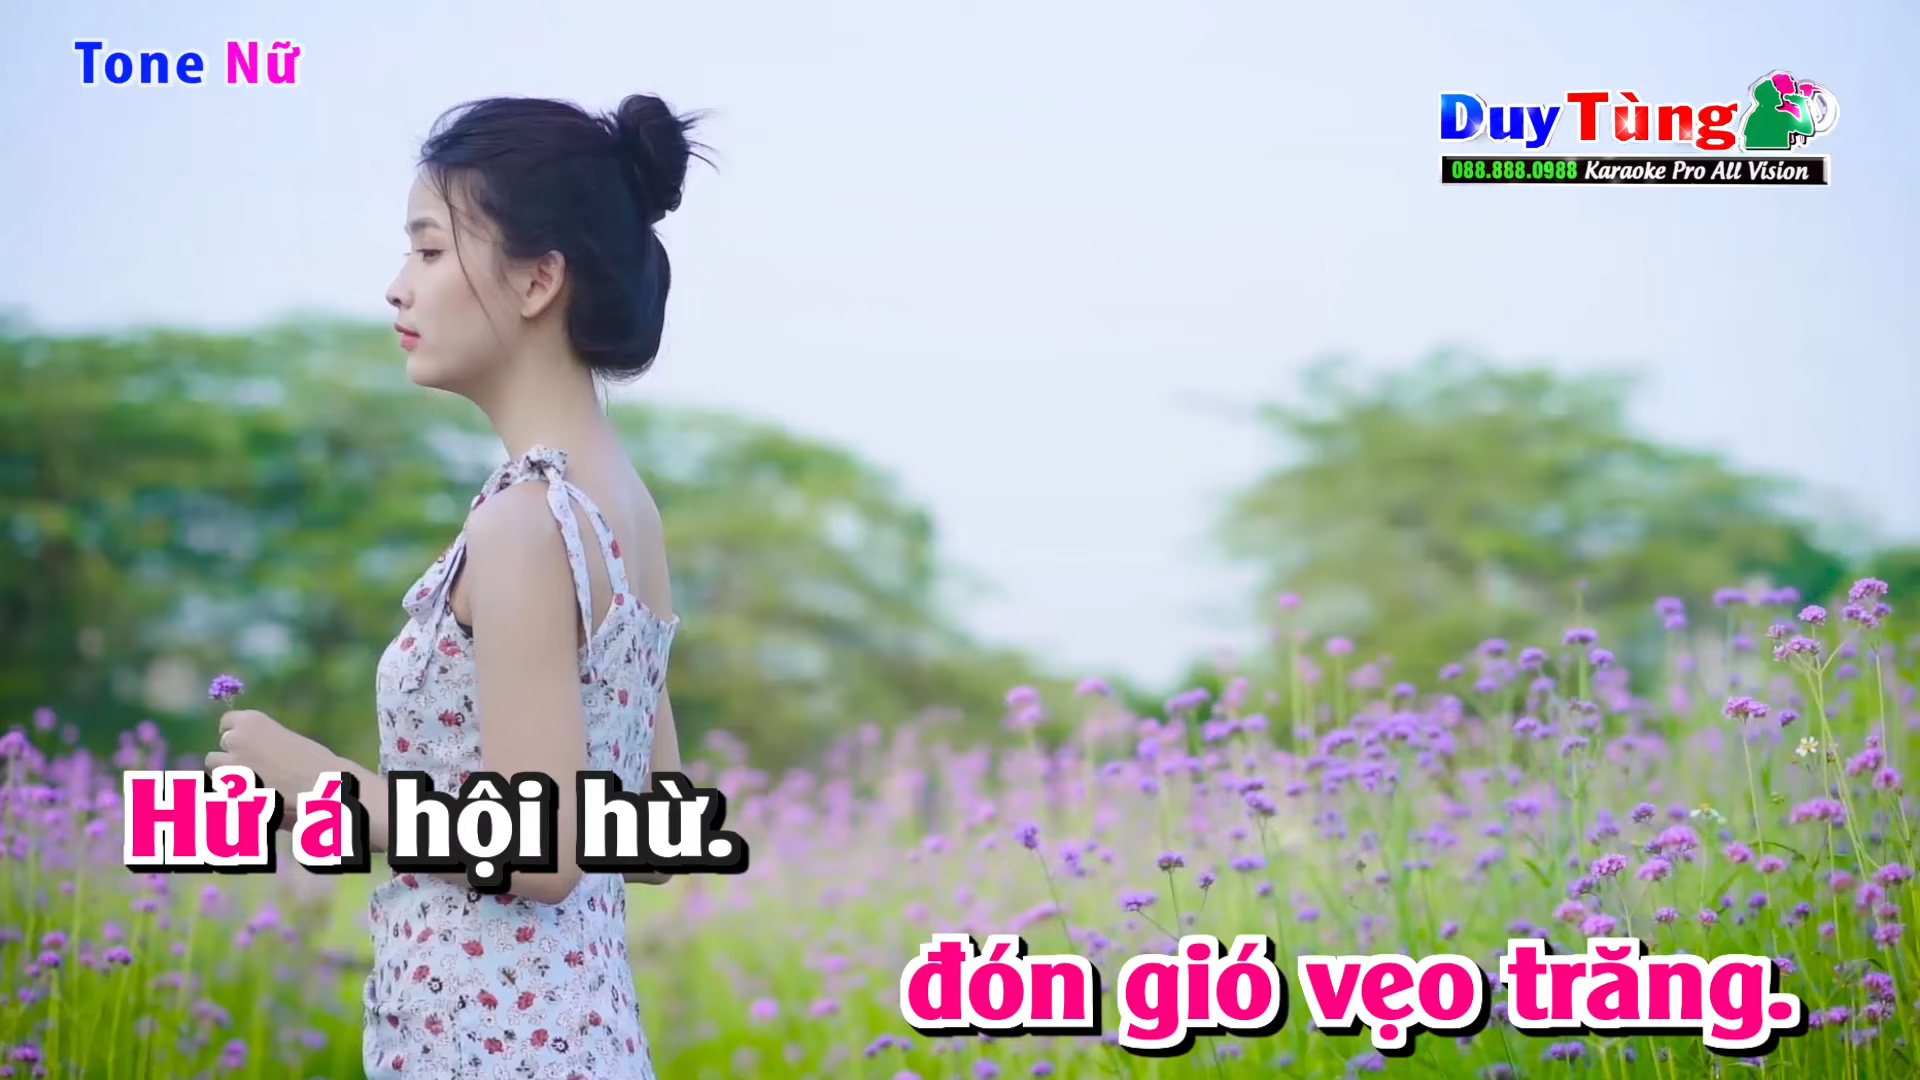 Tone Nữ
Duy Tùng
088.888.0988 Karaoke Pro All Vision
Hử á hội hừ.
đón gió vẹo trăng.